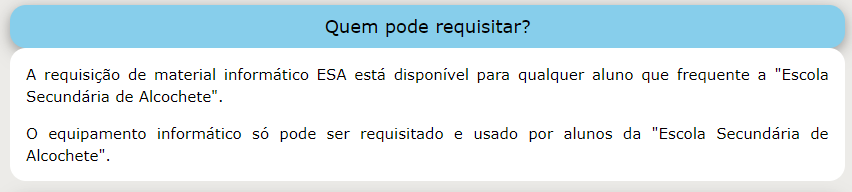 Quem pode requisitar?
A requisição de material informático ESA está disponível para qualquer aluno que frequente a "Escola
Secundária de Alcochete".
O equipamento informático só pode ser requisitado e usado por alunos da "Escola Secundária de
Alcochete".